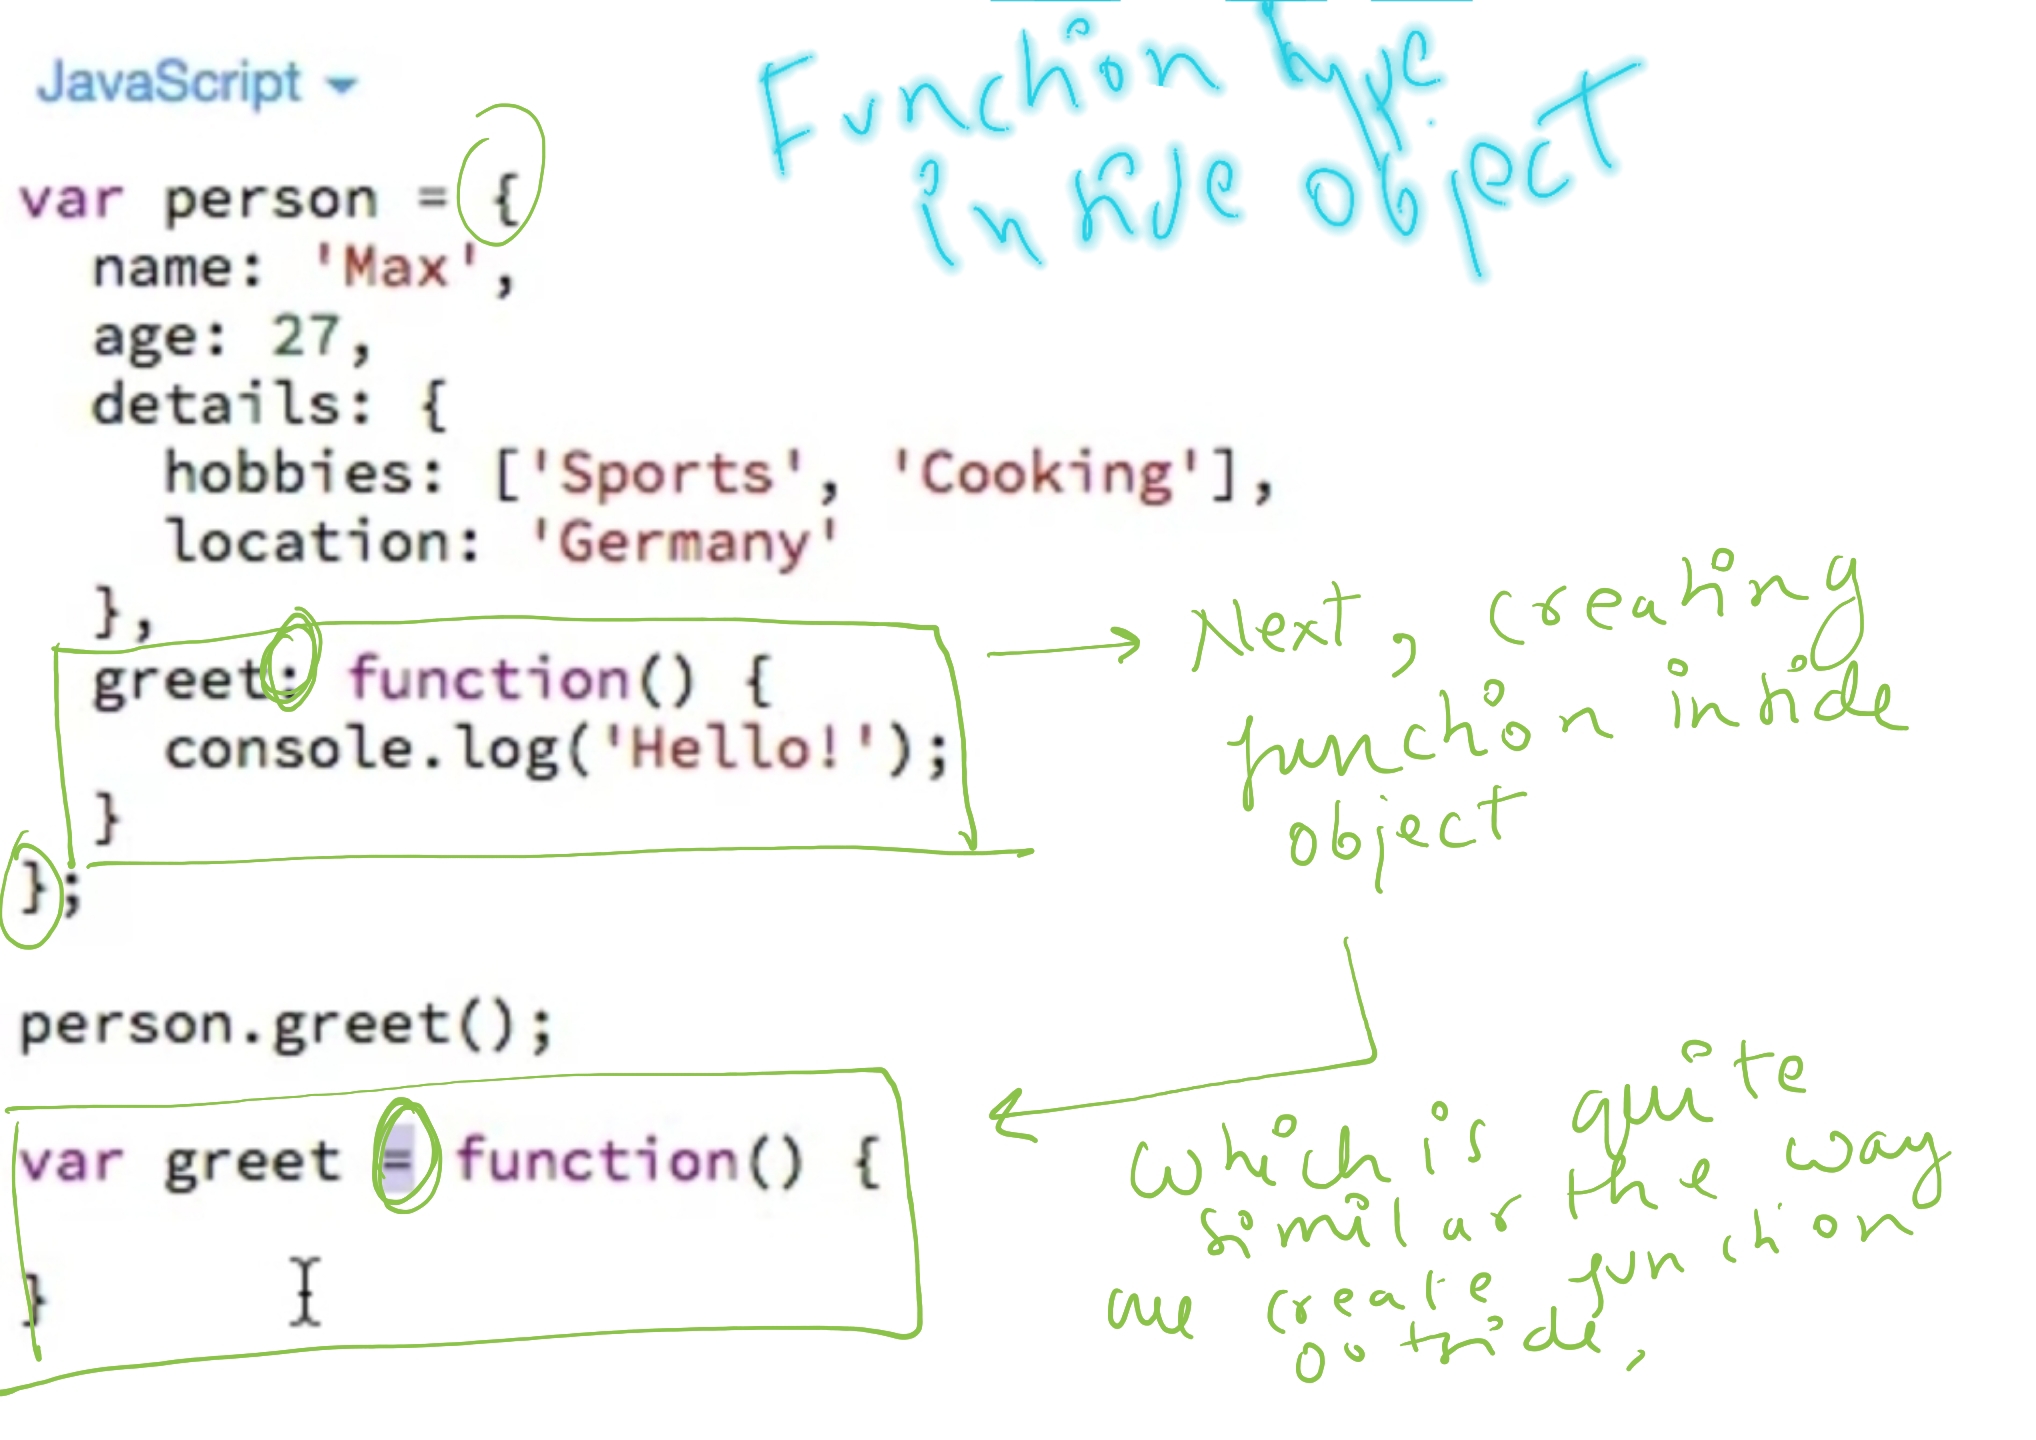 JavaScript
Function type
inside object
var person = {
name: 'Max',
age: 27,
details: {
hobbies: ['Sports', 'Cooking'],
location: 'Germany'
},
greet: function() {
console.log('Hello!');
}
};
Next, creating
function inside
object
person.greet();
var greet = function() {
}
Which is quite
similar the way
we create function
outside,